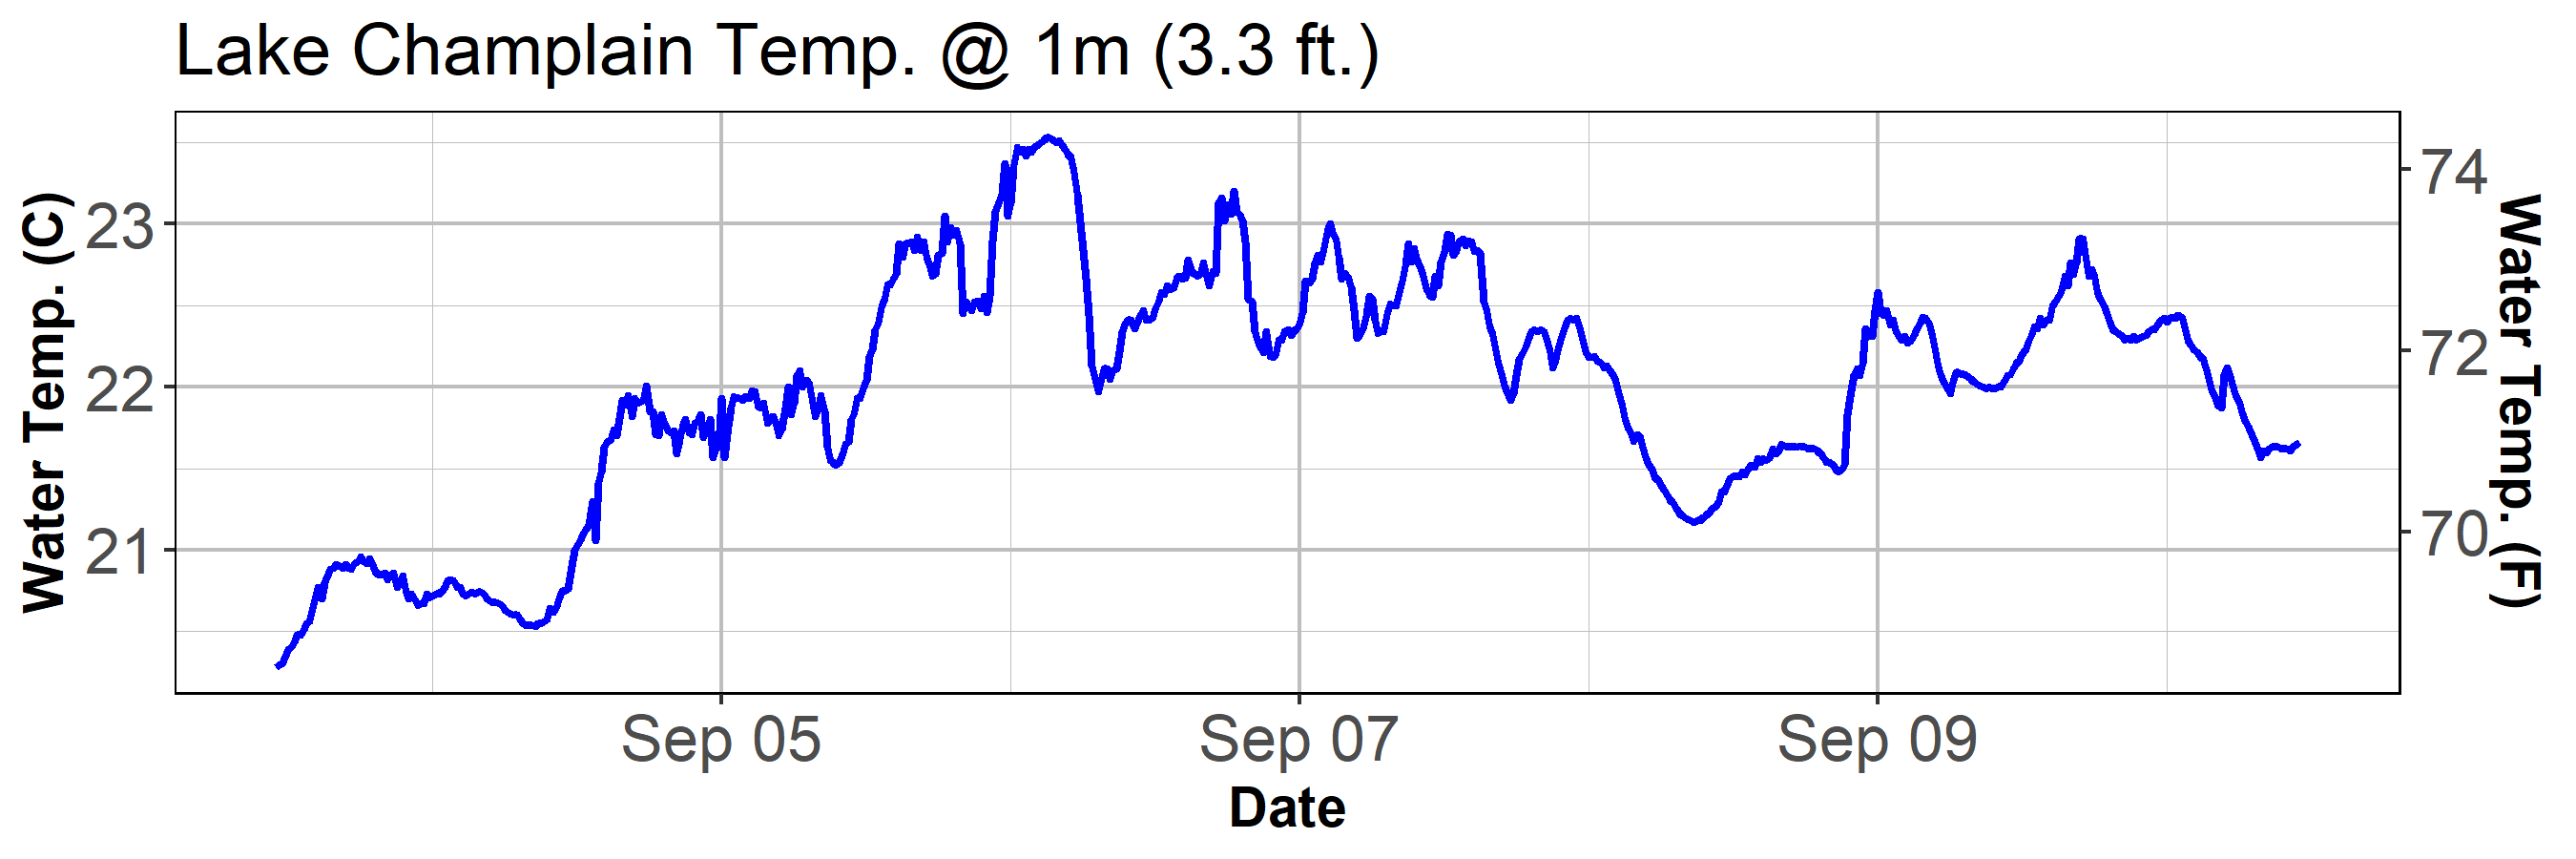 Lake Champlain Temp. @ 1m (3.3 ft.)
Water Temp. (C)
23
22
21
74
72
70
Water Temp. (F)
Sep 05
Sep 07
Sep 09
Date